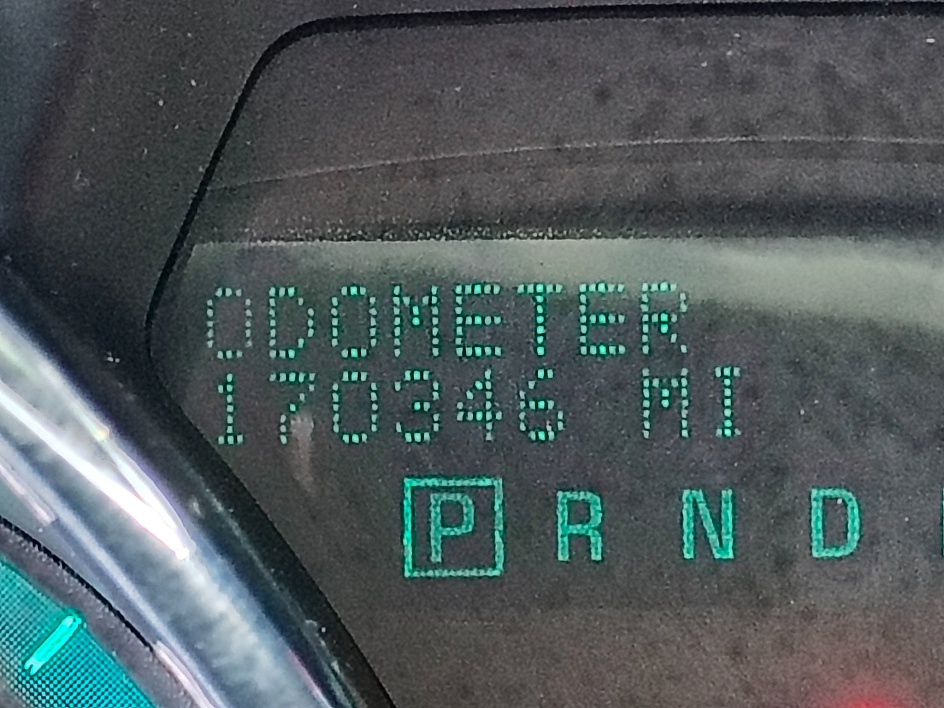 ODOMETER
170346 MI
P R N D